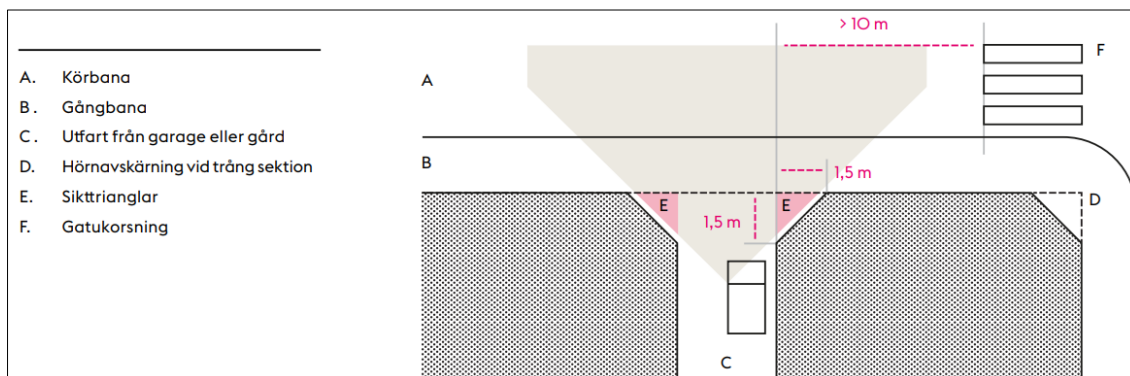 A. Körbana
B. Gångbana
C. Utfart från garage eller gård
D. Hörnavskärning vid trång sektion
E. Sikttrianglar
F. Gatukorsning
> 10 m
F
A
B
1,5 m
E
E
D
1,5 m
C